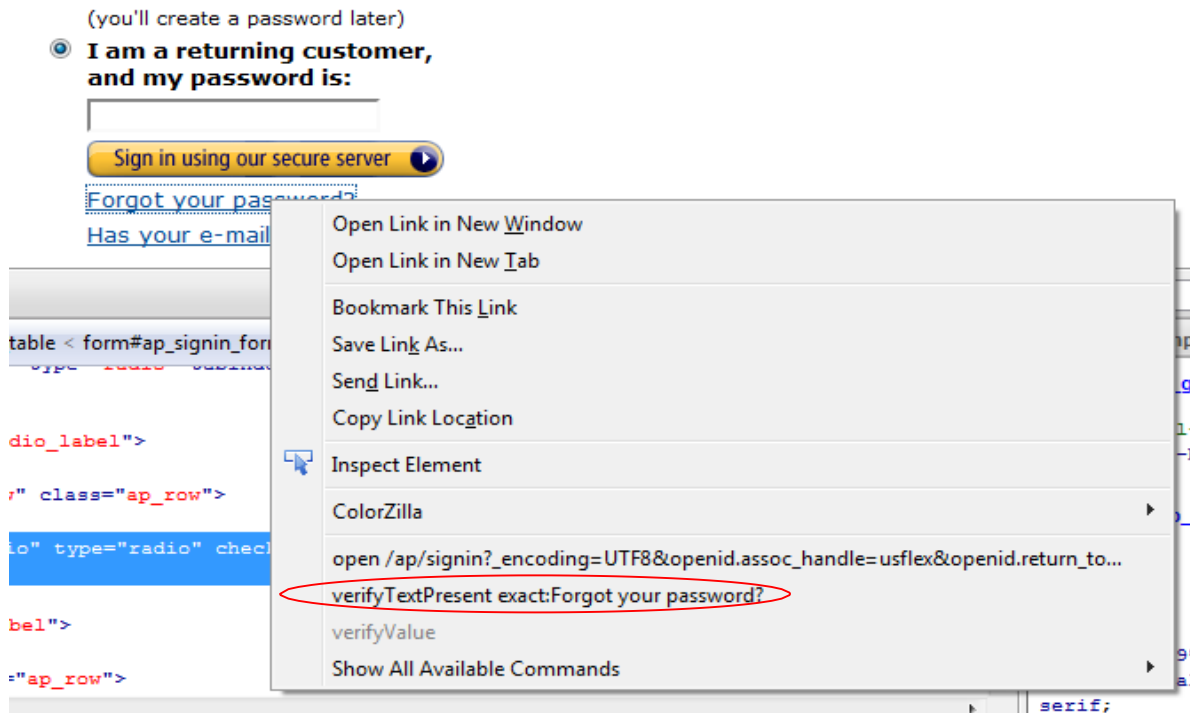 (you'll create a password later)
I am a returning customer,
and my password is:
Sign in using our secure server
Forgot your password?
Has your e-mail
Open Link in New Window
Open Link in New Tab
Bookmark This Link
table < form#ap_signin_for
Save Link As...
Send Link...
Copy Link Location
dio_label">
Inspect Element
" class="ap_row">
ColorZilla
io" type="radio" chec
open /ap/signin?_encoding=UTF8&openid.assoc_handle=usflex&openid.return_to...
verifyTextPresent exact:Forgot your password?
bel">
verifyValue
Show All Available Commands
="ap_row">
serif;